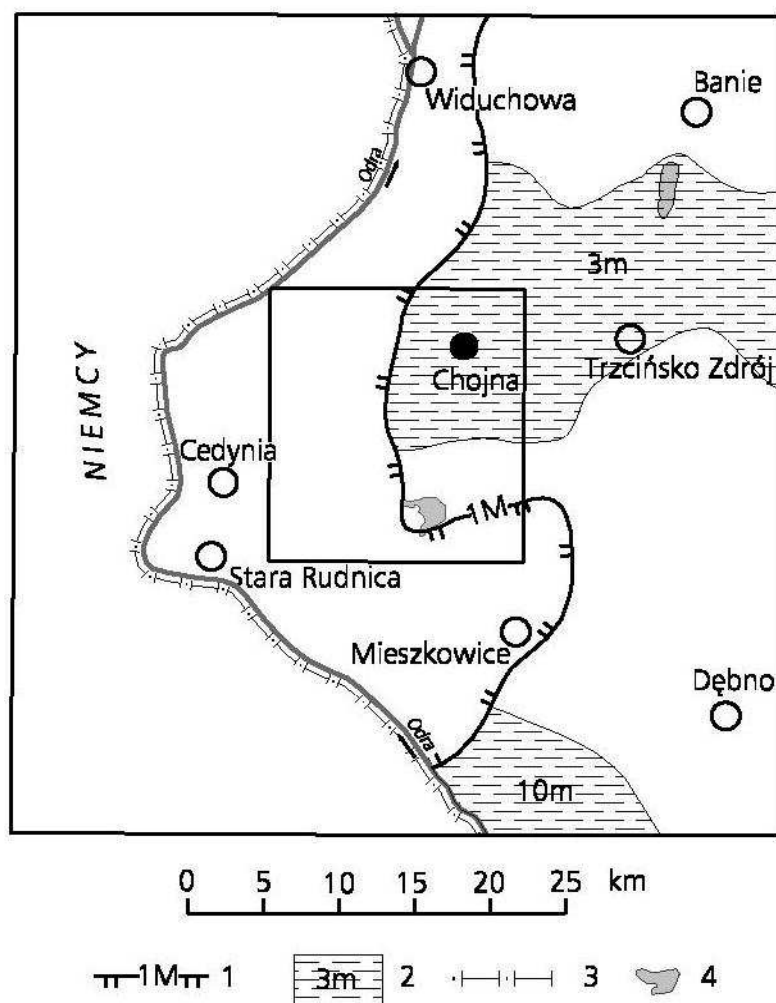 Widuchowa
Banie
Odra
3m
NIEMCY
Chojna
Trzcińsko Zdrój
Cedynia
1M
Stara Rudnica
Mieszkowice
Dębno
Odra
10m
0 5 10 15 20 25 km
1M 1 3m 2 3 4